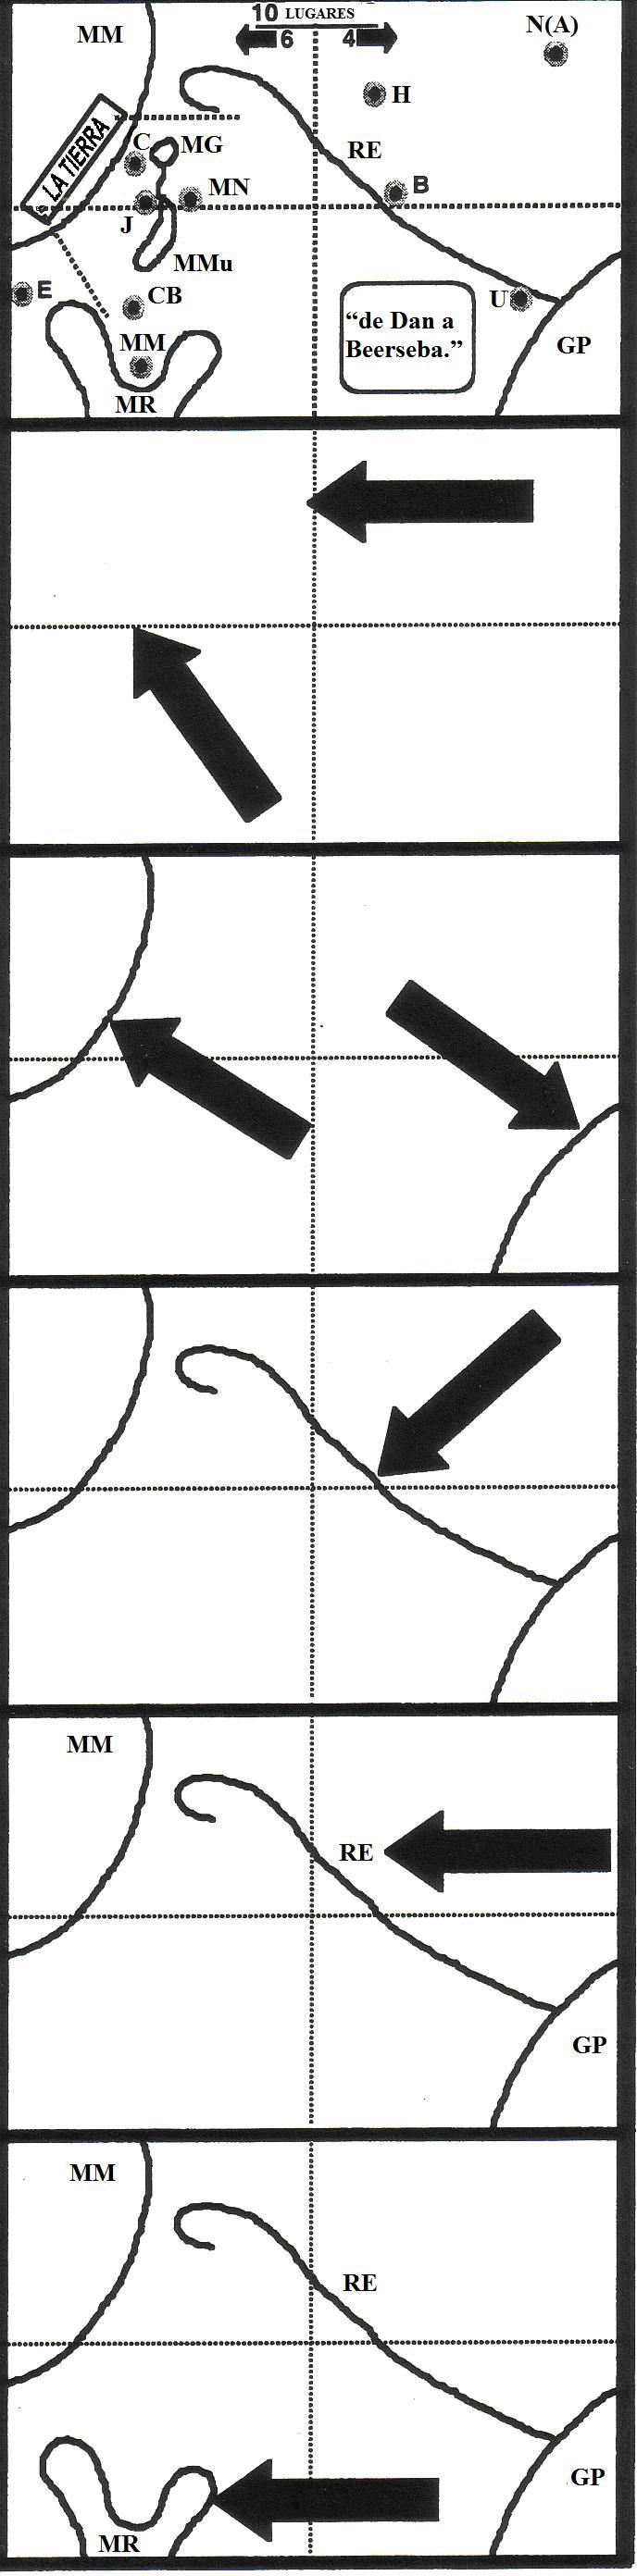 MM
10 LUGARES
6 4
N(A)
H
LA TIERRA
C
MG
RE
MN
B
J
MMu
E
CB
U
"de Dan a
Beerseba."
MM
GP
MR
MM
RE
GP
MM
RE
GP
MR